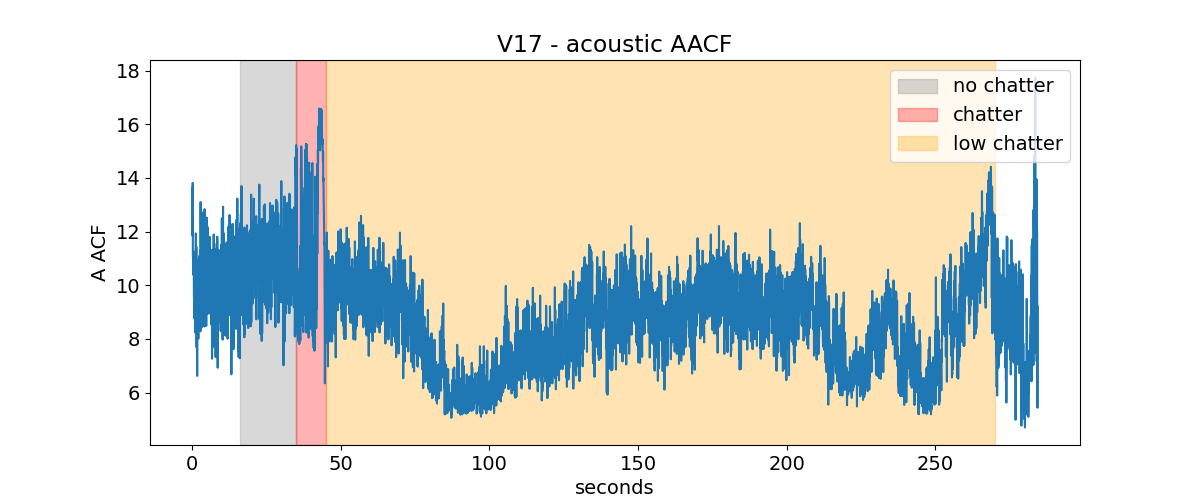 V17 - acoustic AACF
18
16
14
12
10
8
6
A ACF
no chatter
chatter
low chatter
0 50 100 150 200 250
seconds